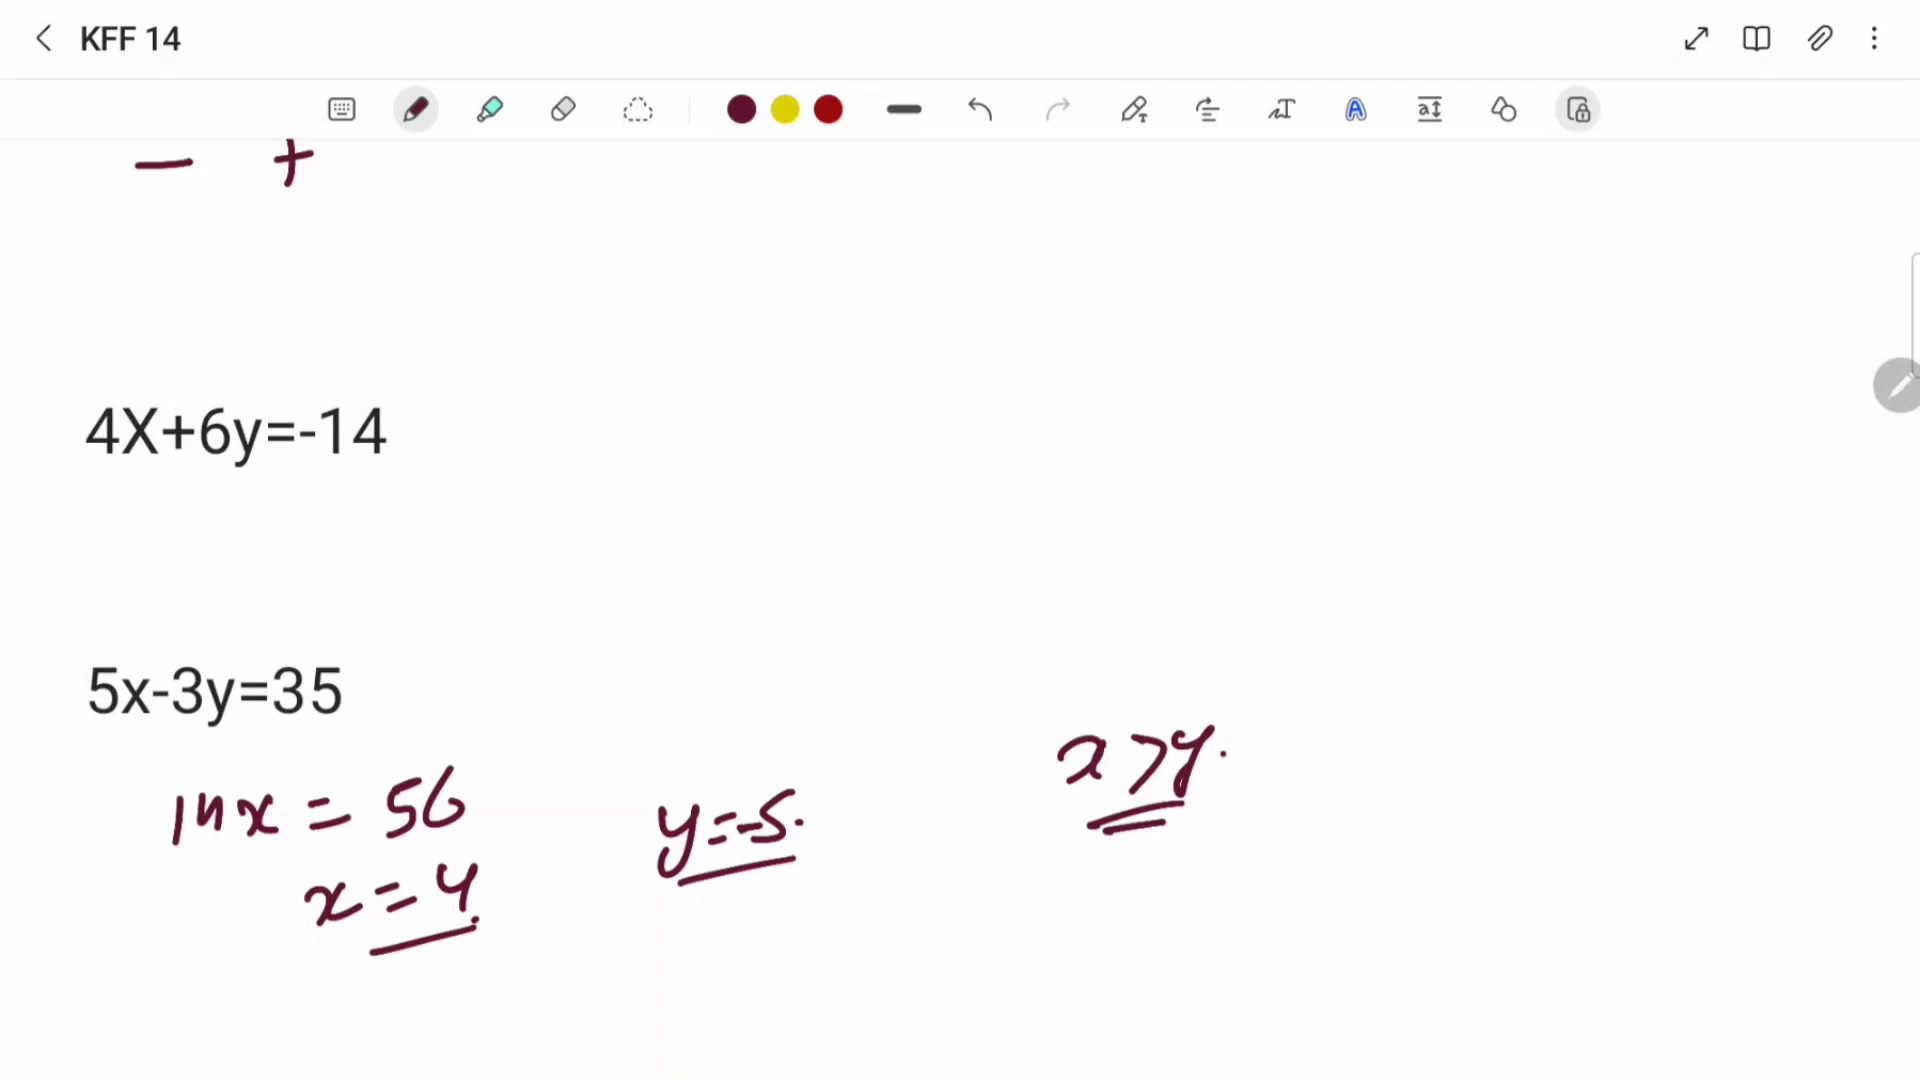 KFF 14
− +
4X+6y=-14
5x-3y=35
x>y.
14x = 56
y=-5.
x=4.